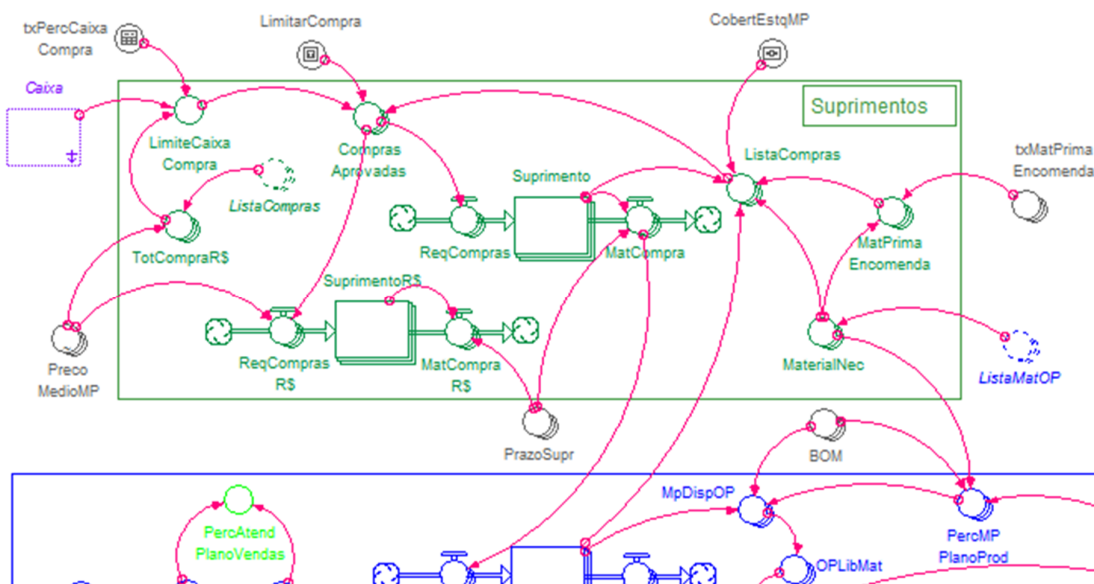 txPercCaixa
Compra
LimitarCompra
CobertEstqMP
Caixa
Suprimentos
LimiteCaixa
Compra
Compras
Aprovadas
ListaCompras
txMatPrima
Encomenda
ListaCompras
Suprimento
TotCompraR$
ReqCompras
MatCompra
MatPrima
Encomenda
SuprimentoR$
Preco
MedioMP
ReqCompras
R$
MatCompra
R$
MaterialNec
ListaMatOP
PrazoSupr
BOM
MpDispOP
PercAtend
PlanoVendas
PercMP
PlanoProd
OPLibMat